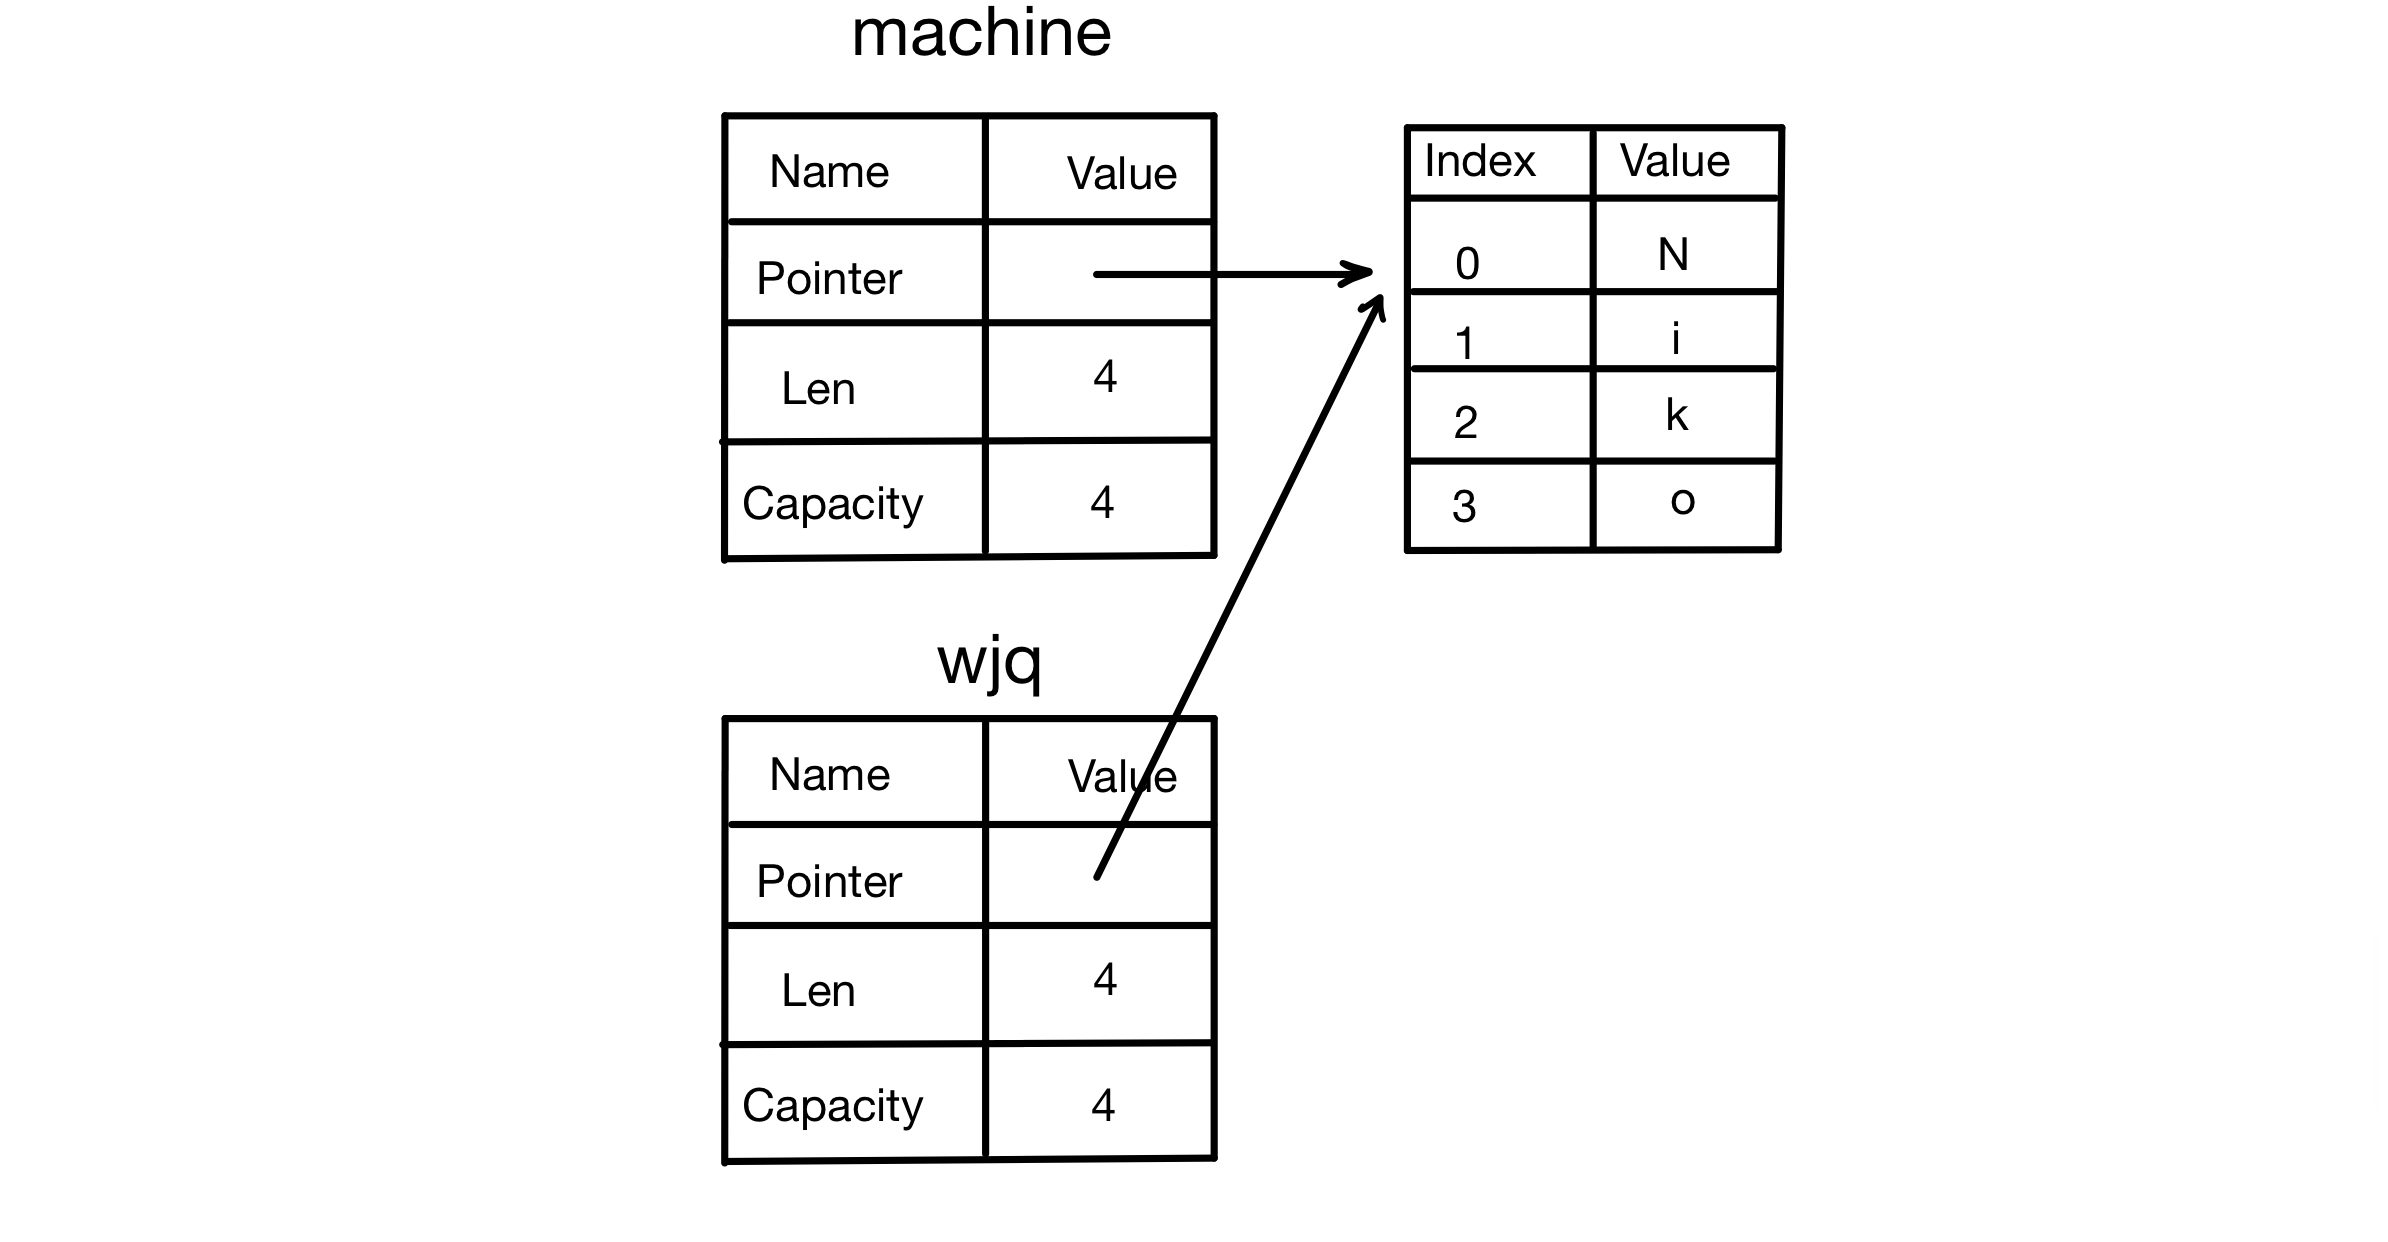 machine
Name Value
Pointer
Len 4
Capacity 4
Index Value
0 N
1 i
2 k
3 o
wjq
Name Value
Pointer
Len 4
Capacity 4